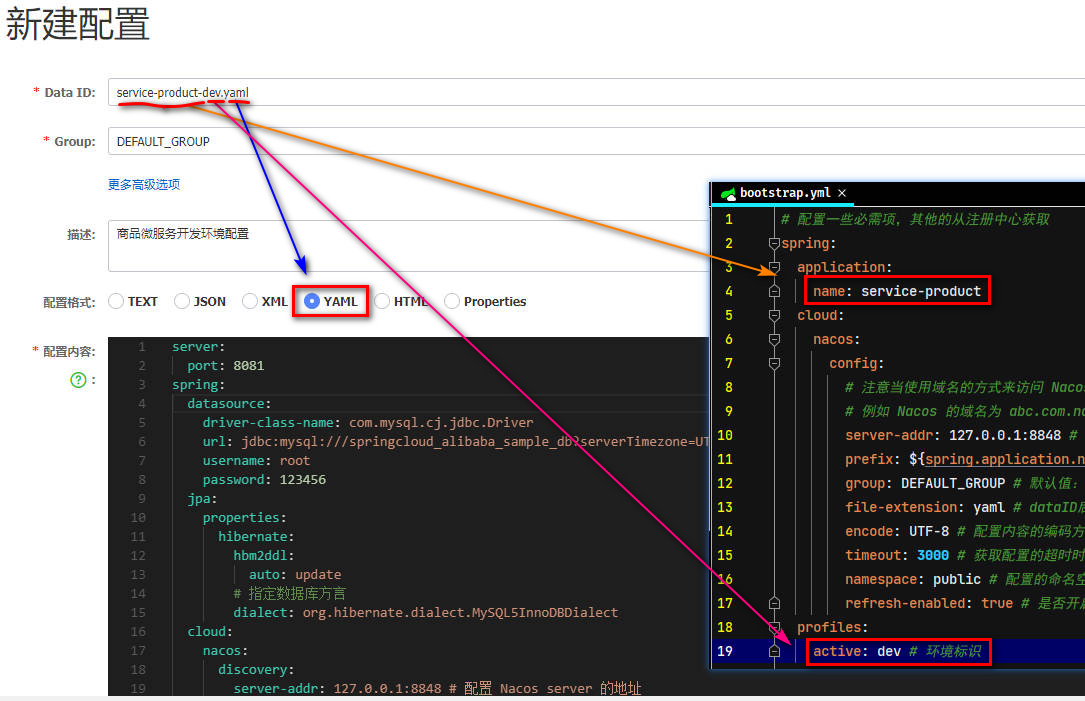 新建配置
* Data ID: service-product-dev.yaml
* Group: DEFAULT_GROUP
更多高级选项
描述: 商品微服务开发环境配置
配置格式: TEXT JSON XML YAML HTML Properties
* 配置内容:
? :
1 server:
2 port: 8081
3 spring:
4 datasource:
5 driver-class-name: com.mysql.cj.jdbc.Driver
6 url: jdbc:mysql:///springcloud_alibaba_sample_db?serverTimezone=UT
7 username: root
8 password: 123456
9 jpa:
10 properties:
11 hibernate:
12 hbm2ddl:
13 auto: update
14 # 指定数据库方言
15 dialect: org.hibernate.dialect.MySQL5InnoDBDialect
16 cloud:
17 nacos:
18 discovery:
19 server-addr: 127.0.0.1:8848 # 配置 Nacos server 的地址
bootstrap.yml ×
1 # 配置一些必需项，其他的从注册中心获取
2 spring:
3 application:
4 name: service-product
5 cloud:
6 nacos:
7 config:
8 # 注意当使用域名的方式来访问 Nacos
9 # 例如 Nacos 的域名为 abc.com.na
10 server-addr: 127.0.0.1:8848 #
11 prefix: ${spring.application.n
12 group: DEFAULT_GROUP # 默认值：
13 file-extension: yaml # dataID后
14 encode: UTF-8 # 配置内容的编码方
15 timeout: 3000 # 获取配置的超时时
16 namespace: public # 配置的命名空
17 refresh-enabled: true # 是否开启
18 profiles:
19 active: dev # 环境标识